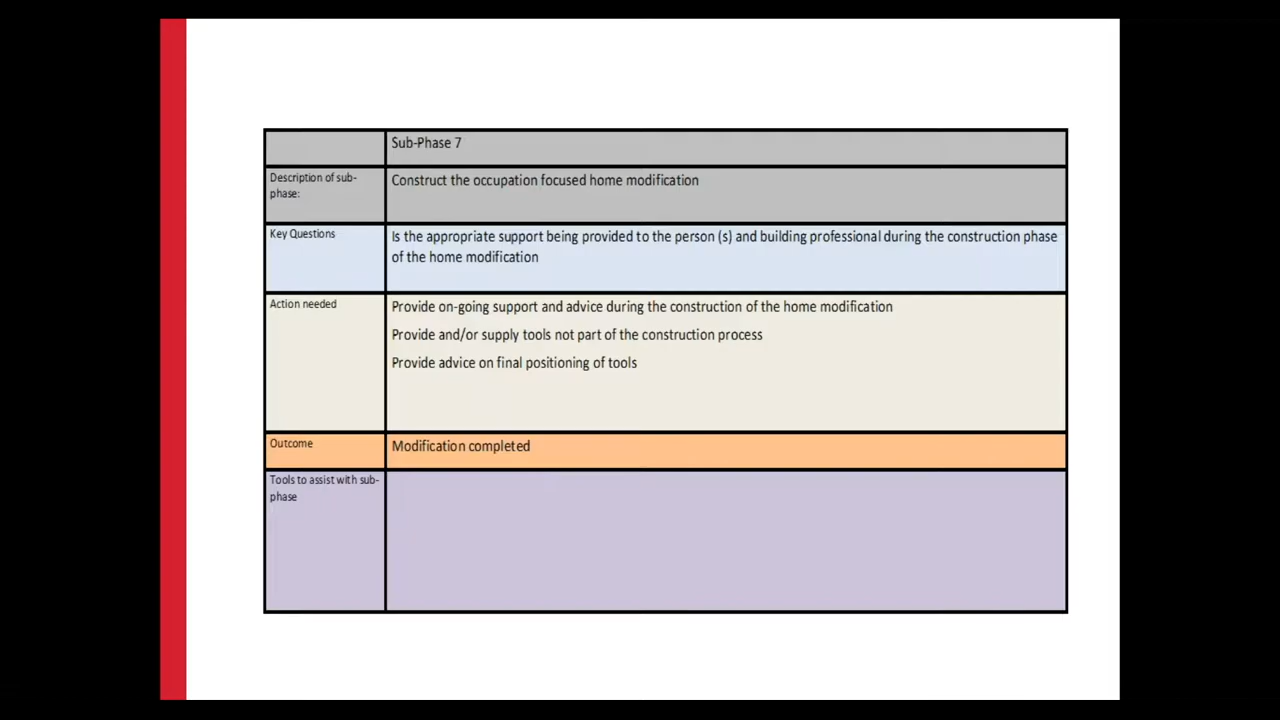 Sub-Phase 7
Description of sub-
phase:
Construct the occupation focused home modification
Key Questions
Is the appropriate support being provided to the person (s) and building professional during the construction phase
of the home modification
Action needed
Provide on-going support and advice during the construction of the home modification
Provide and/or supply tools not part of the construction process
Provide advice on final positioning of tools
Outcome
Modification completed
Tools to assist with sub-
phase